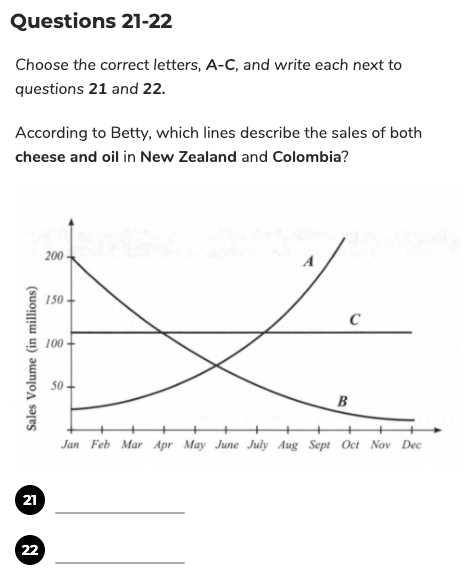 Questions 21-22
Choose the correct letters, A-C, and write each next to
questions 21 and 22.
According to Betty, which lines describe the sales of both
cheese and oil in New Zealand and Colombia?
Sales Volume (in millions)
200
150
100
50
A
C
B
Jan Feb Mar Apr May June July Aug Sept Oct Nov Dec
21
22